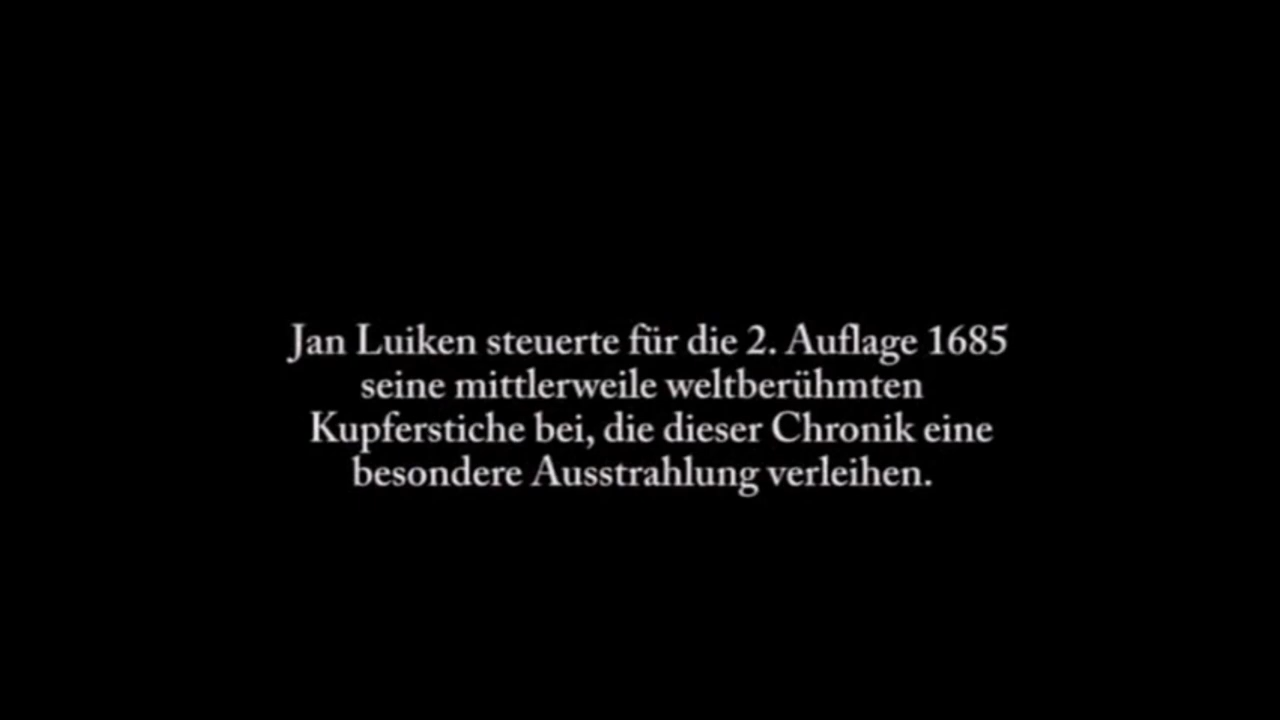 Jan Luiken steuerte für die 2. Auflage 1685
seine mittlerweile weltberühmten
Kupferstiche bei, die dieser Chronik eine
besondere Ausstrahlung verleihen.